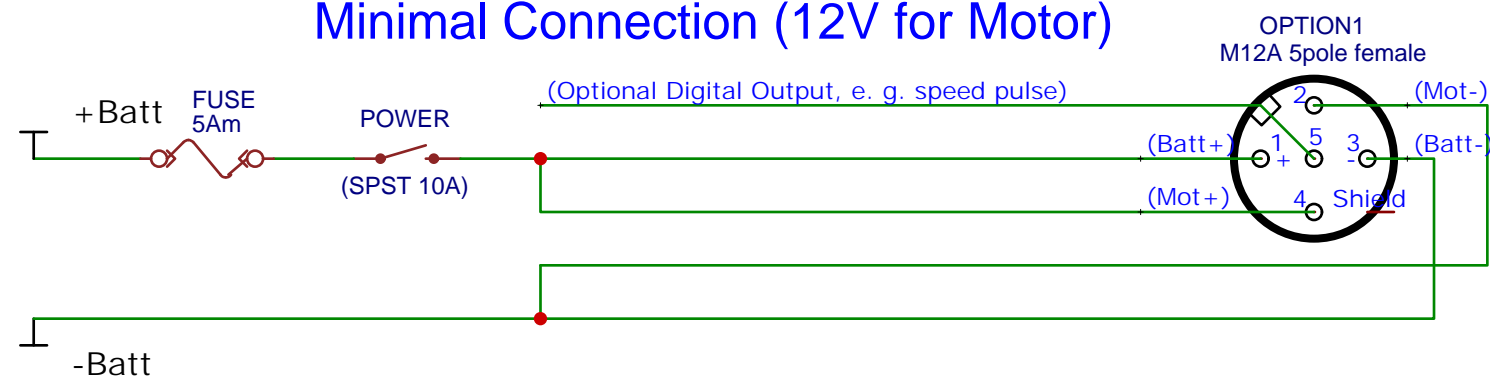 Minimal Connection (12V for Motor)
OPTION1
M12A 5pole female
+Batt
FUSE
5Am
POWER
(SPST 10A)
(Optional Digital Output, e. g. speed pulse)
2
(Mot-)
(Batt+)
1
+
5
3
-
(Batt-)
(Mot+)
4
Shield
-Batt